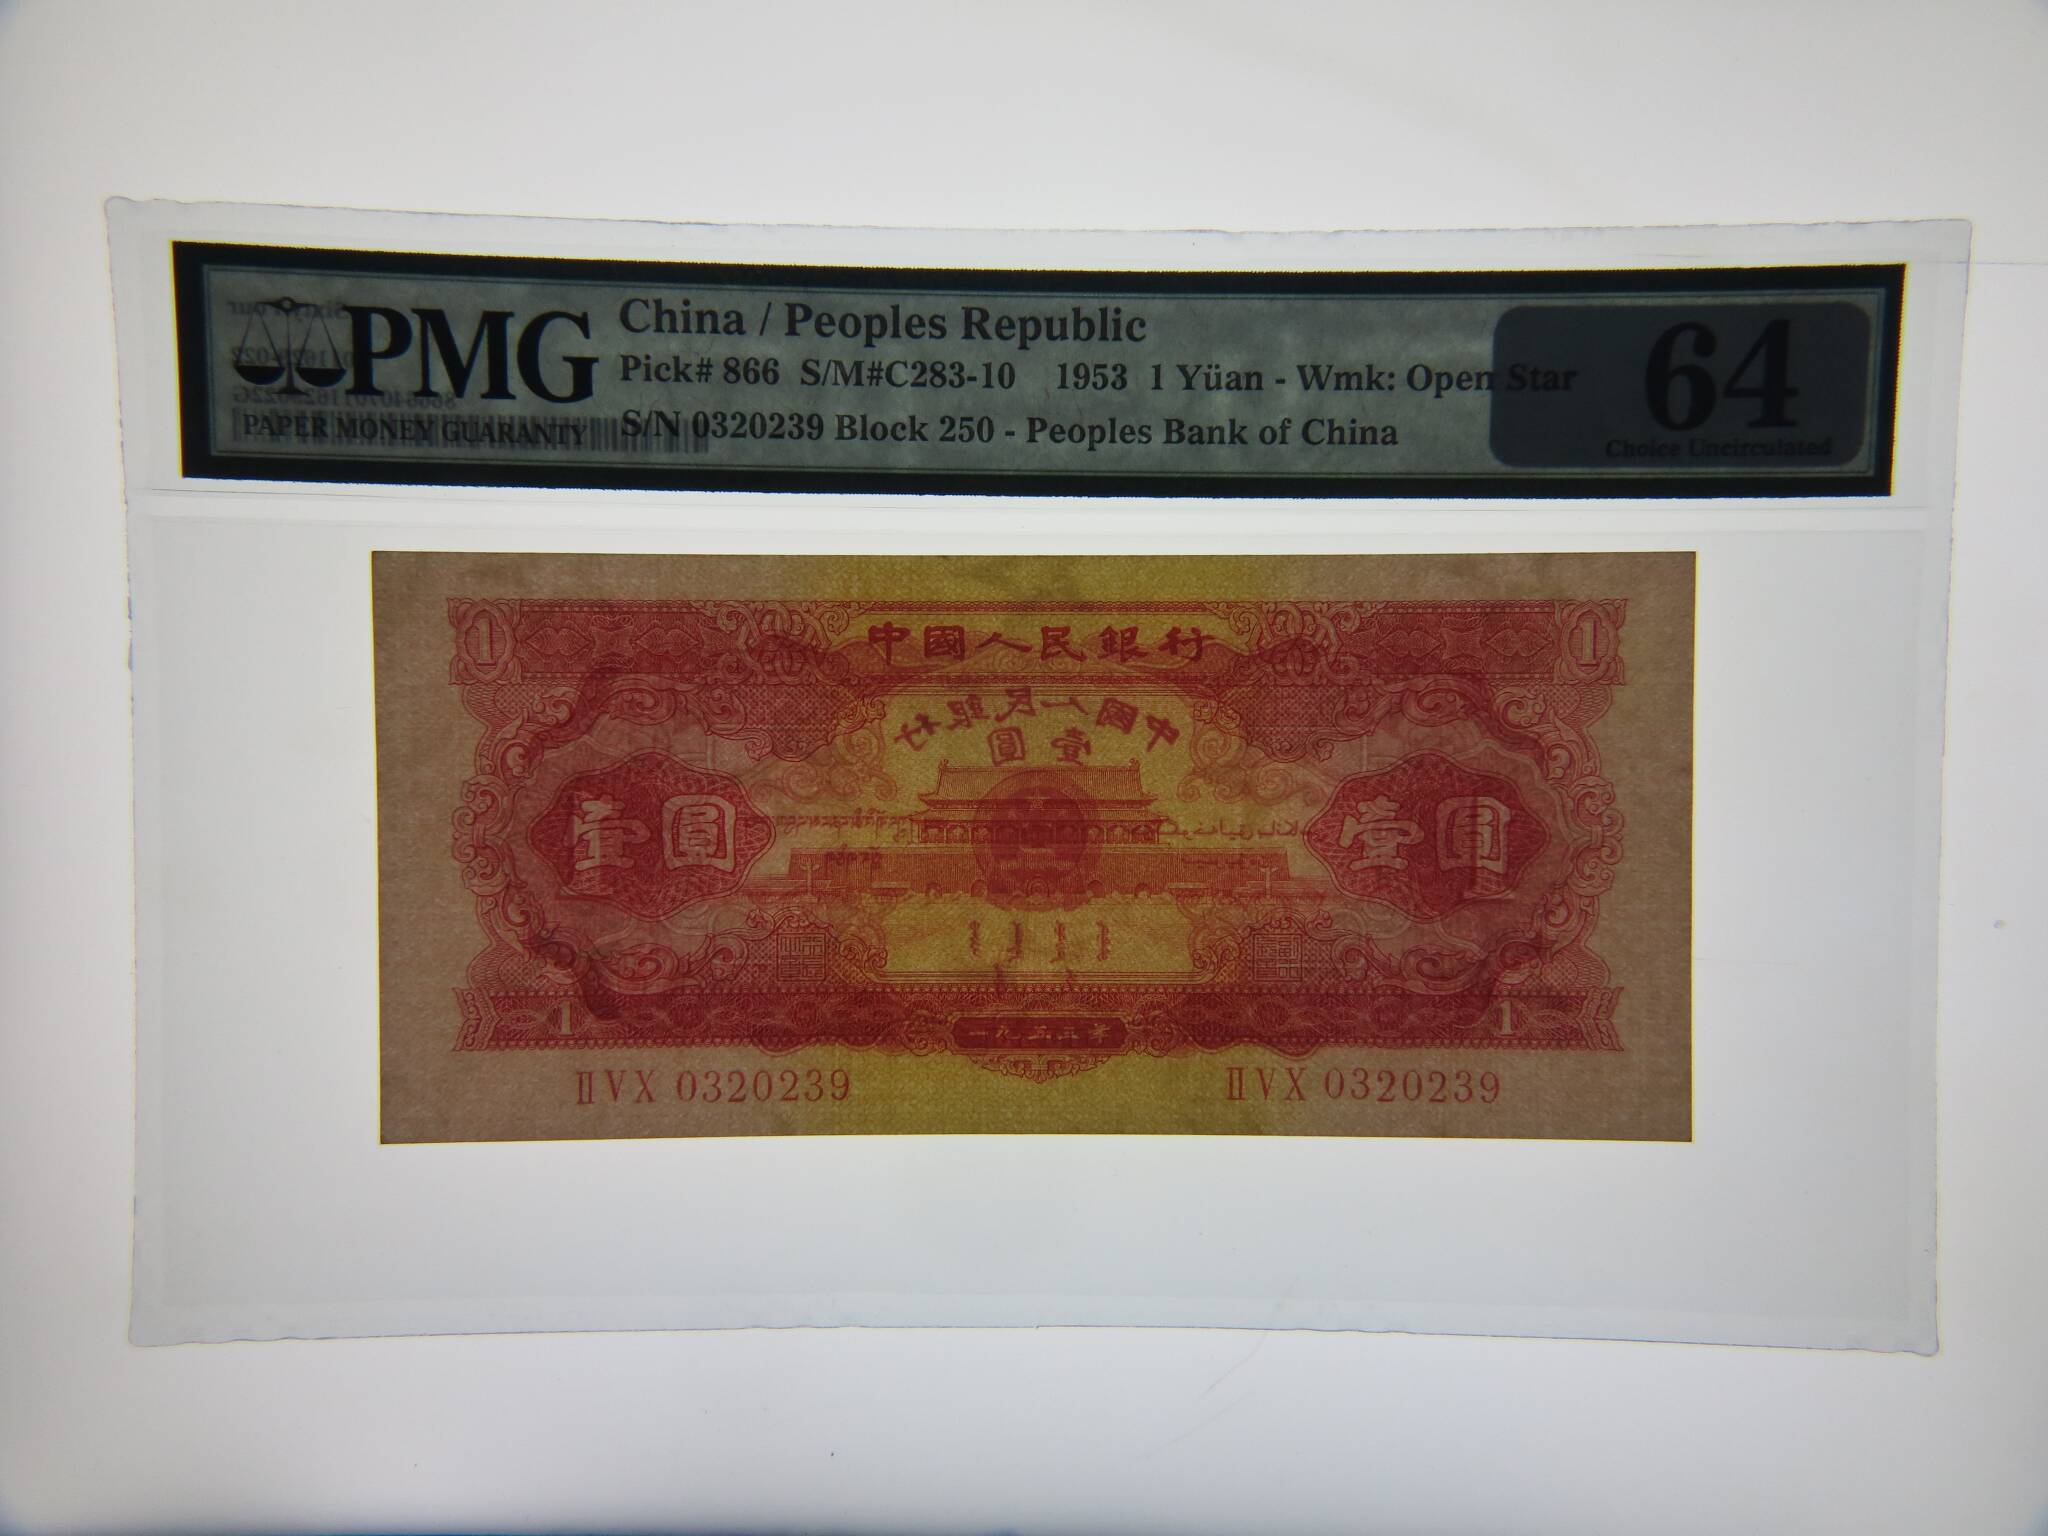 PMG
PAPER MONEY GUARANTY
China / Peoples Republic
Pick# 866 S/M#C283-10 1953 1 Yüan - Wmk: Open Star
S/N 0320239 Block 250 - Peoples Bank of China
64
Choice Uncirculated
1
中國人民銀行
1
中國人民銀行
壹圓
壹圓
壹圓
1
一九五三年
1
ⅡVX 0320239
ⅡVX 0320239